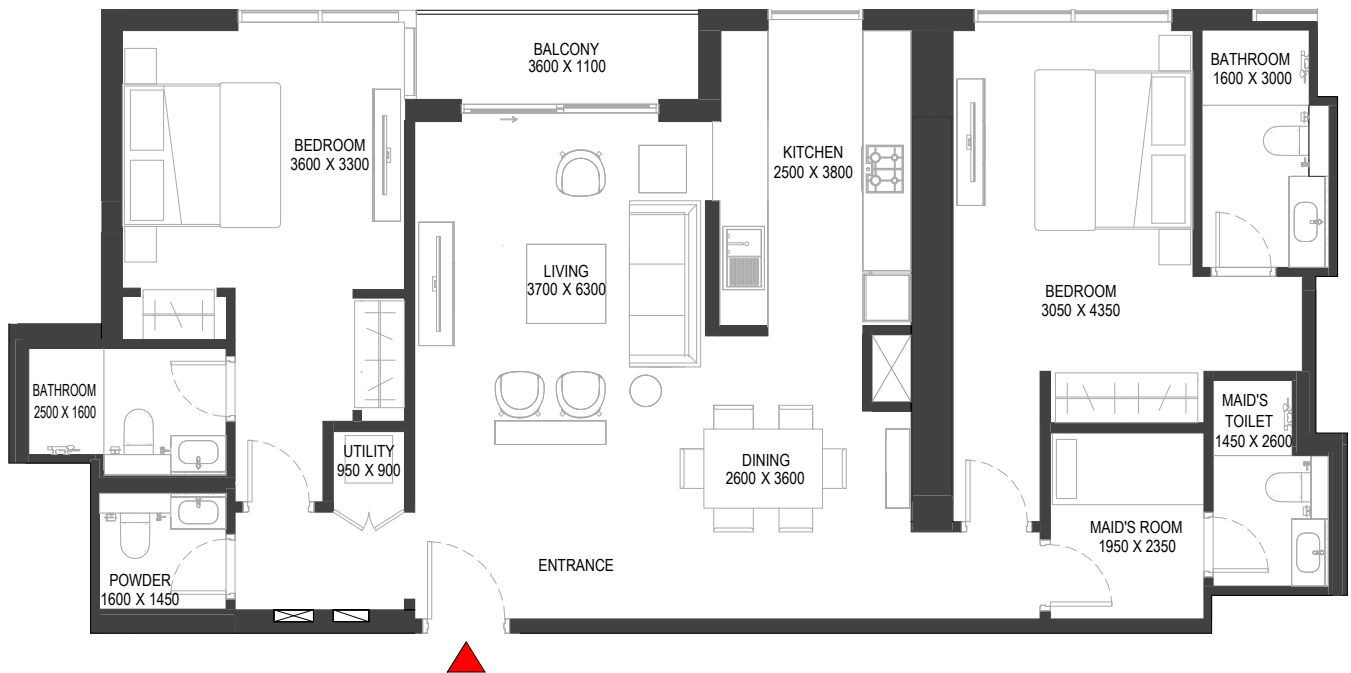 BALCONY
3600 X 1100
BATHROOM
1600 X 3000
BEDROOM
3600 X 3300
KITCHEN
2500 X 3800
LIVING
3700 X 6300
BEDROOM
3050 X 4350
BATHROOM
2500 X 1600
MAID'S
TOILET
1450 X 2600
UTILITY
950 X 900
DINING
2600 X 3600
MAID'S ROOM
1950 X 2350
ENTRANCE
POWDER
1600 X 1450